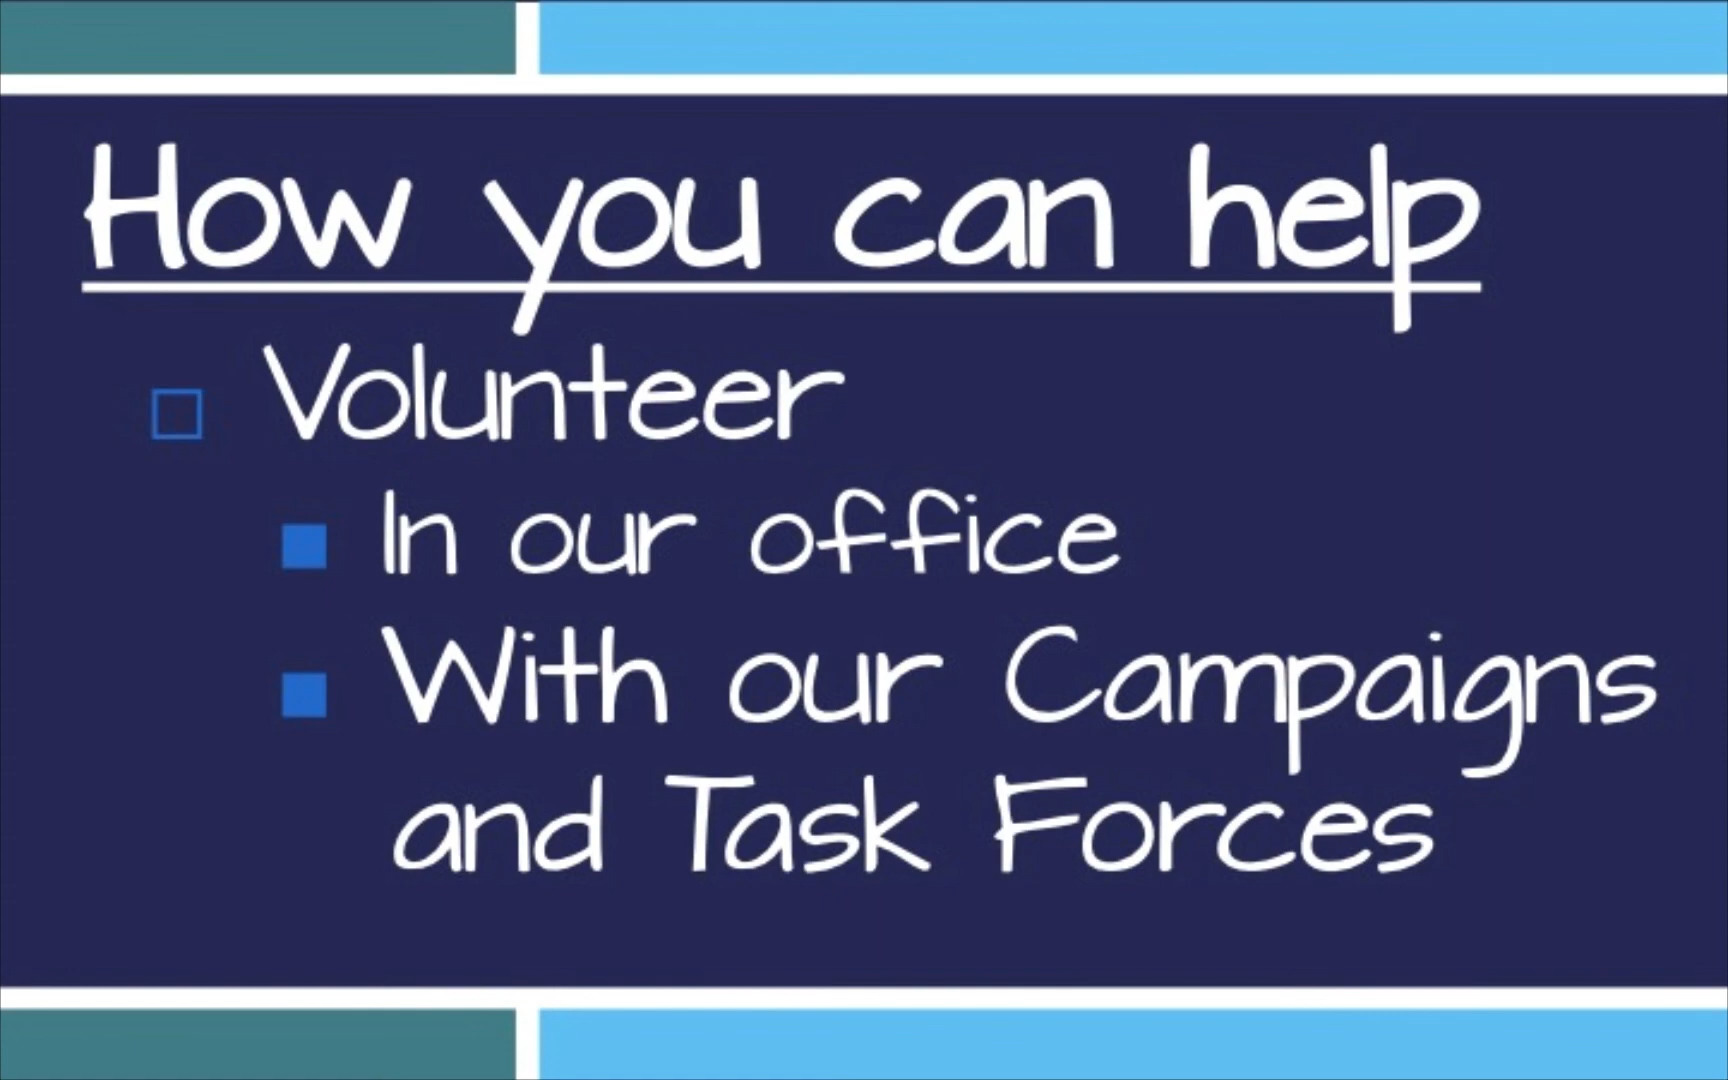 How you can help
Volunteer
In our office
With our Campaigns
and Task Forces